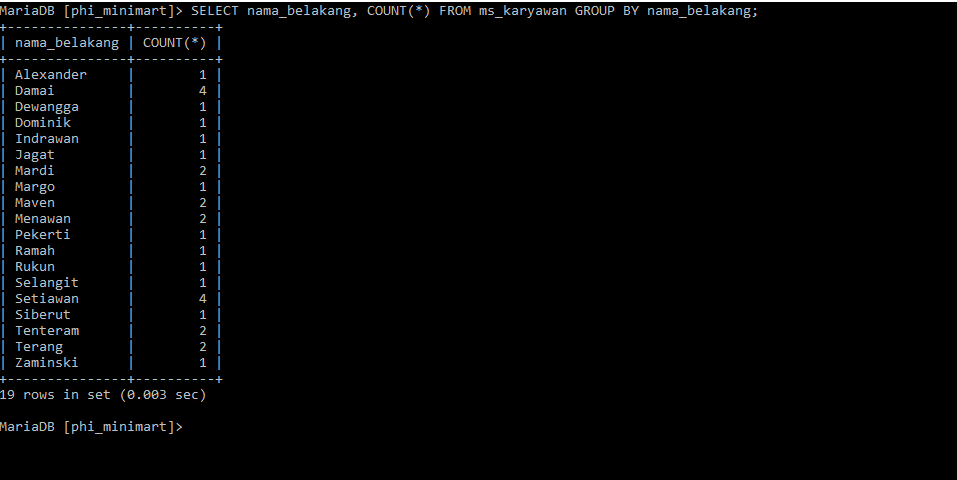 MariaDB [phi_minimart]> SELECT nama_belakang, COUNT(*) FROM ms_karyawan GROUP BY nama_belakang;
+---------------+----------+
| nama_belakang | COUNT(*) |
+---------------+----------+
| Alexander     |        1 |
| Damai         |        4 |
| Dewangga      |        1 |
| Dominik       |        1 |
| Indrawan      |        1 |
| Jagat         |        1 |
| Mardi         |        2 |
| Margo         |        1 |
| Maven         |        2 |
| Menawan       |        2 |
| Pekerti       |        1 |
| Ramah         |        1 |
| Rukun         |        1 |
| Selangit      |        1 |
| Setiawan      |        4 |
| Siberut       |        1 |
| Tenteram      |        2 |
| Terang        |        2 |
| Zaminski      |        1 |
+---------------+----------+
19 rows in set (0.003 sec)

MariaDB [phi_minimart]>